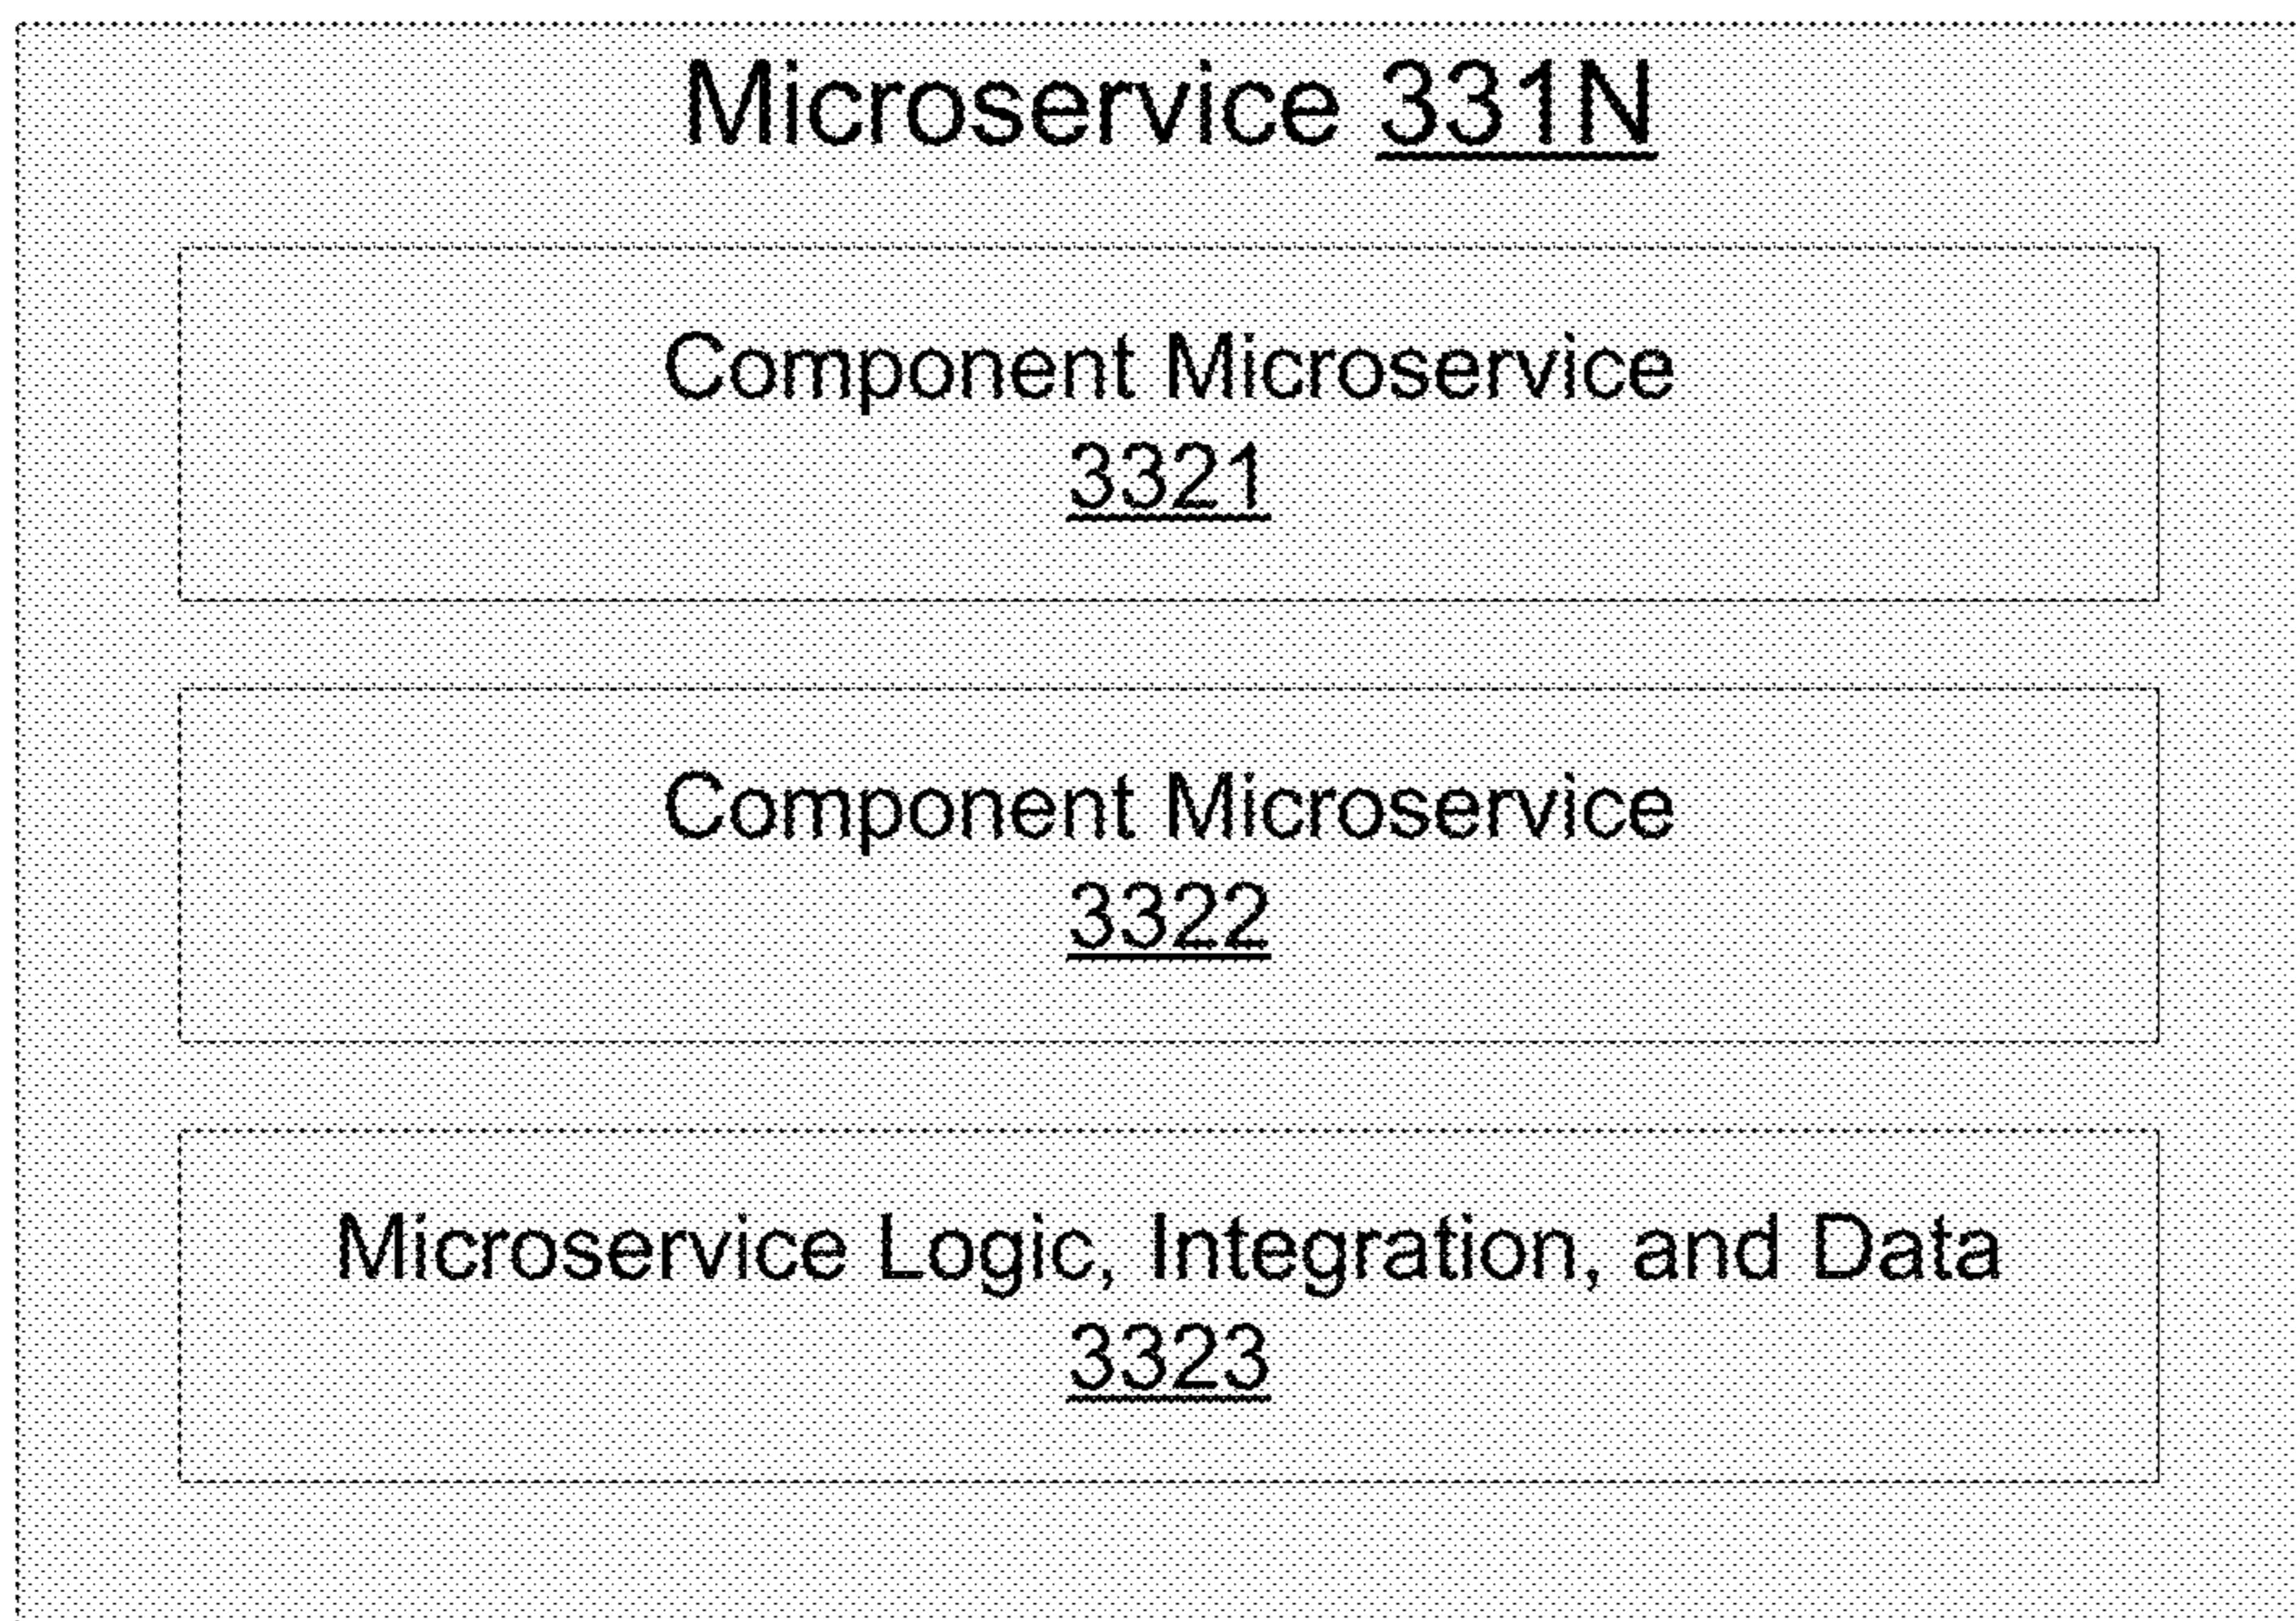 Microservice 331N
Component Microservice
3321
Component Microservice
3322
Microservice Logic, Integration, and Data
3323